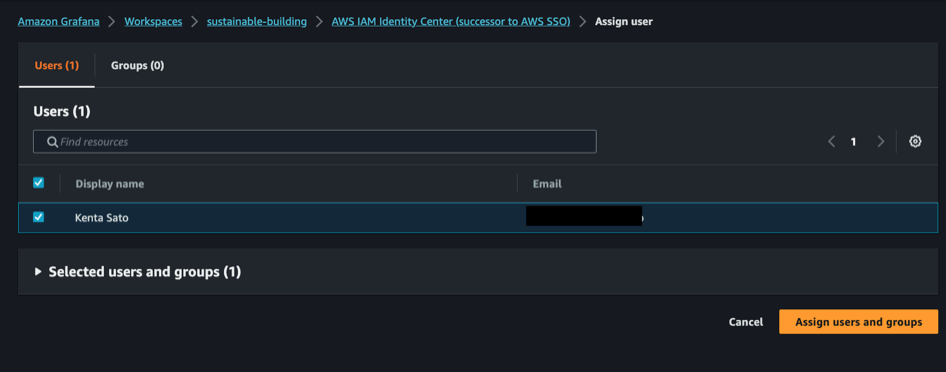 Amazon Grafana > Workspaces > sustainable-building > AWS IAM Identity Center (successor to AWS SSO) > Assign user
Users (1) Groups (0)
Users (1)
Find resources 1
Display name Email
Kenta Sato
Selected users and groups (1)
Cancel Assign users and groups